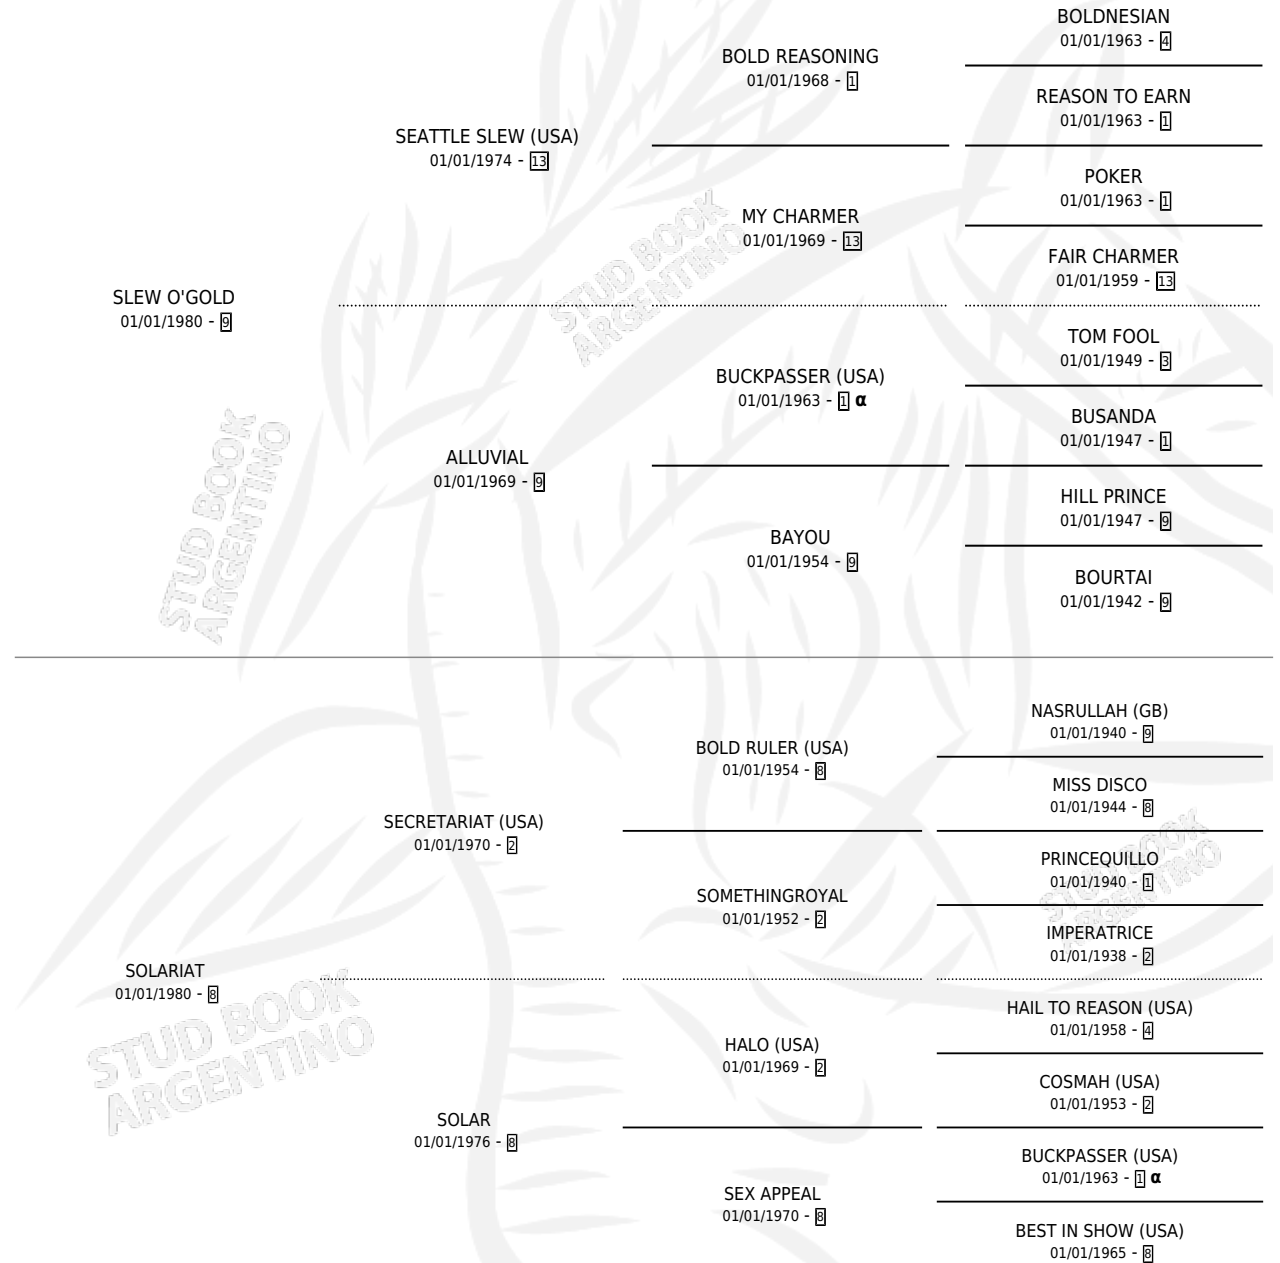 BOLDNESIAN
01/01/1963 - 4
BOLD REASONING
01/01/1968 - 1
REASON TO EARN
01/01/1963 - 1
SEATTLE SLEW (USA)
01/01/1974 - 13
POKER
01/01/1963 - 1
MY CHARMER
01/01/1969 - 13
FAIR CHARMER
01/01/1959 - 13
STUD BOOK
ARGENTINO
SLEW O'GOLD
01/01/1980 - 9
TOM FOOL
01/01/1949 - 3
BUCKPASSER (USA)
01/01/1963 - 1 α
BUSANDA
01/01/1947 - 1
ALLUVIAL
01/01/1969 - 9
HILL PRINCE
01/01/1947 - 9
BAYOU
01/01/1954 - 9
BOURTAI
01/01/1942 - 9
STUD BOOK
ARGENTINO
NASRULLAH (GB)
01/01/1940 - 9
BOLD RULER (USA)
01/01/1954 - 8
MISS DISCO
01/01/1944 - 8
SECRETARIAT (USA)
01/01/1970 - 2
PRINCEQUILLO
01/01/1940 - 1
SOMETHINGROYAL
01/01/1952 - 2
IMPERATRICE
01/01/1938 - 2
STUD BOOK
ARGENTINO
SOLARIAT
01/01/1980 - 8
HAIL TO REASON (USA)
01/01/1958 - 4
HALO (USA)
01/01/1969 - 2
COSMAH (USA)
01/01/1953 - 2
STUD BOOK
ARGENTINO
SOLAR
01/01/1976 - 8
BUCKPASSER (USA)
01/01/1963 - 1 α
SEX APPEAL
01/01/1970 - 8
BEST IN SHOW (USA)
01/01/1965 - 8